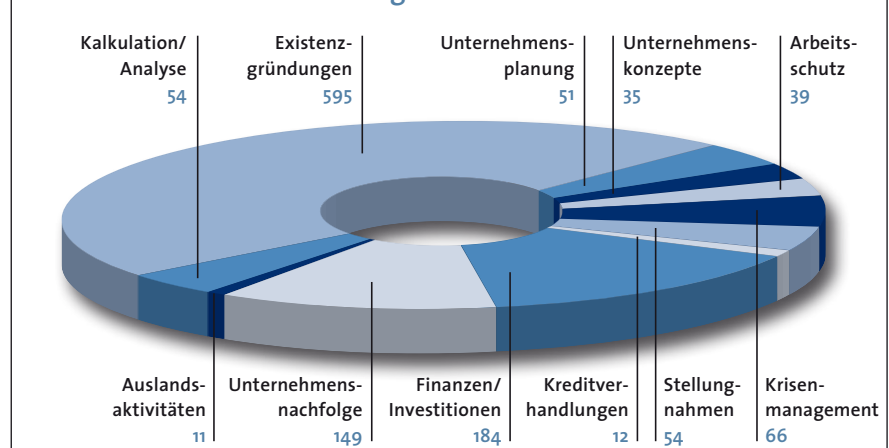 Kalkulation/
Analyse
54
Existenz-
gründungen
595
Unternehmens-
planung
51
Unternehmens-
konzepte
35
Arbeits-
schutz
39
Auslands-
aktivitäten
11
Unternehmens-
nachfolge
149
Finanzen/
Investitionen
184
Kreditver-
handlungen
12
Stellung-
nahmen
54
Krisen-
management
66